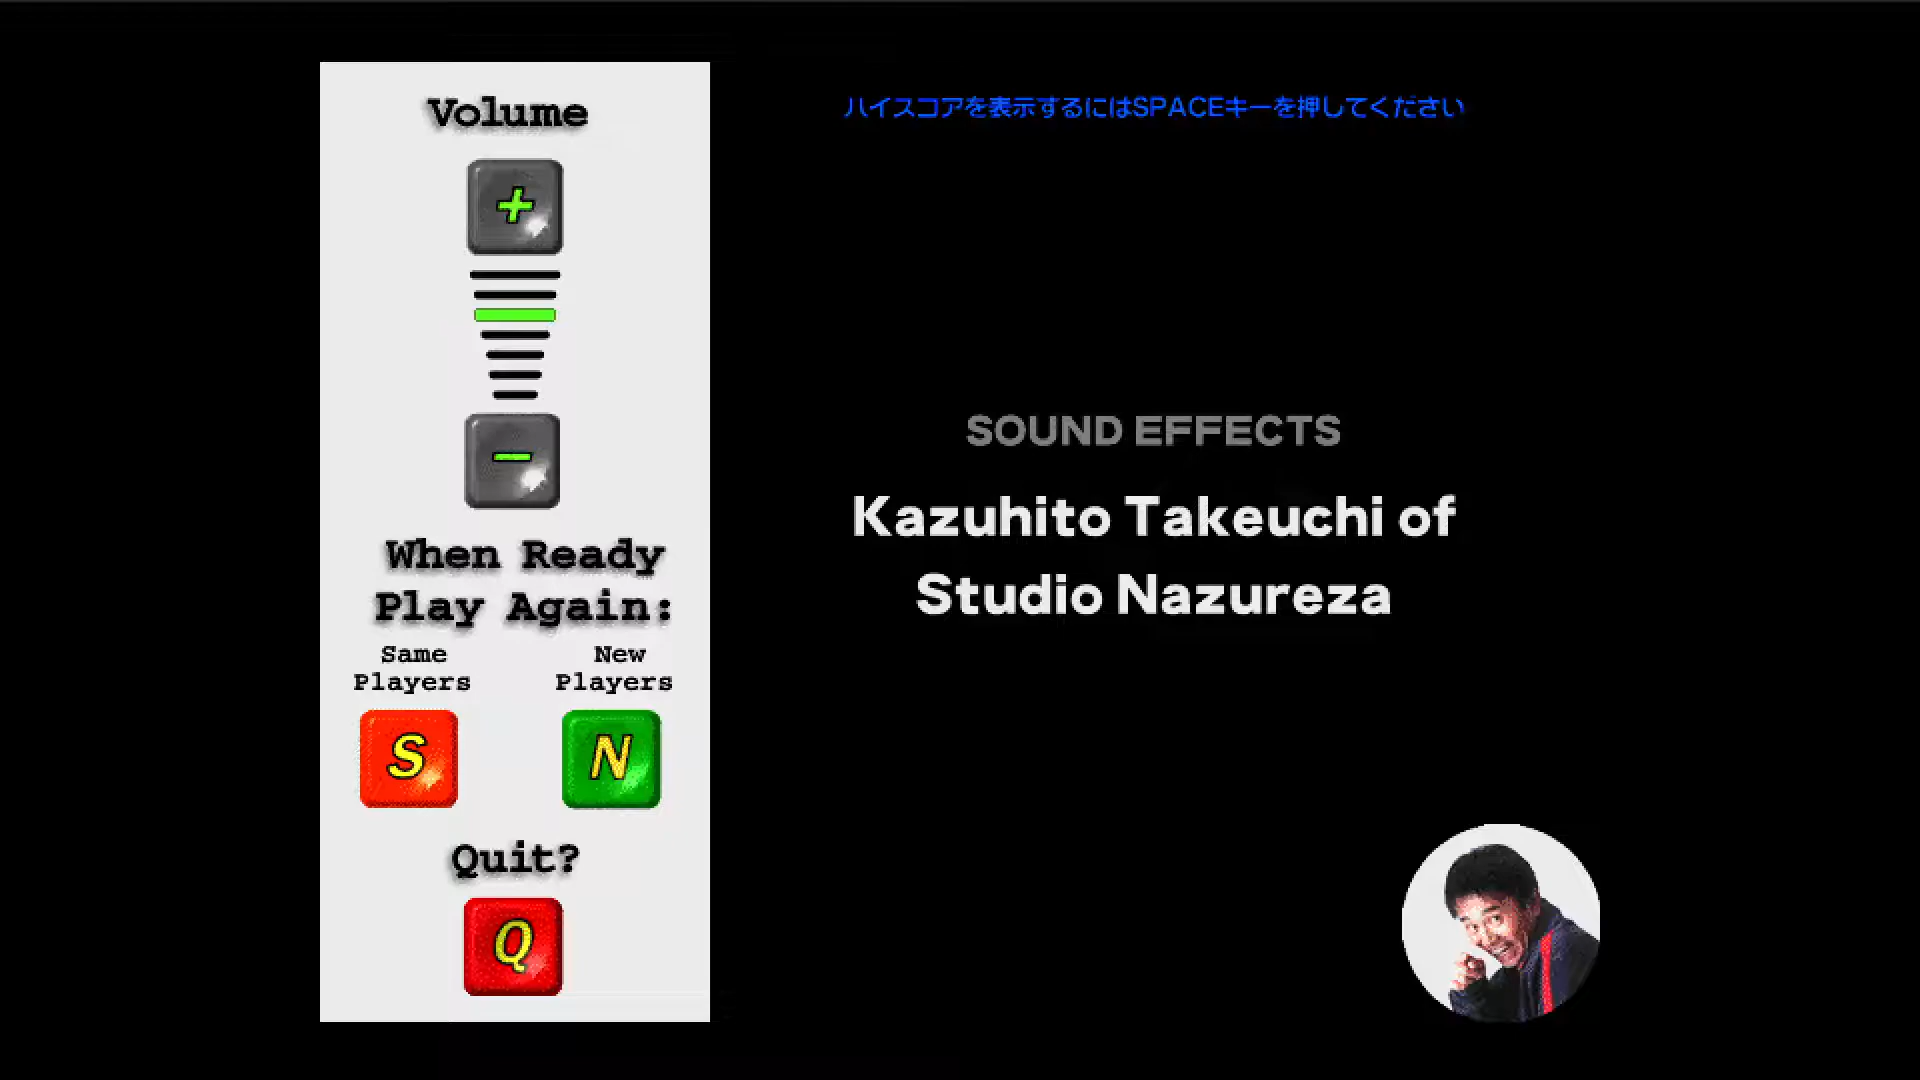 Volume
+
-
When Ready
Play Again:
Same
Players
New
Players
S
N
Quit?
Q
ハイスコアを表示するにはSPACEキーを押してください
SOUND EFFECTS
Kazuhito Takeuchi of
Studio Nazureza